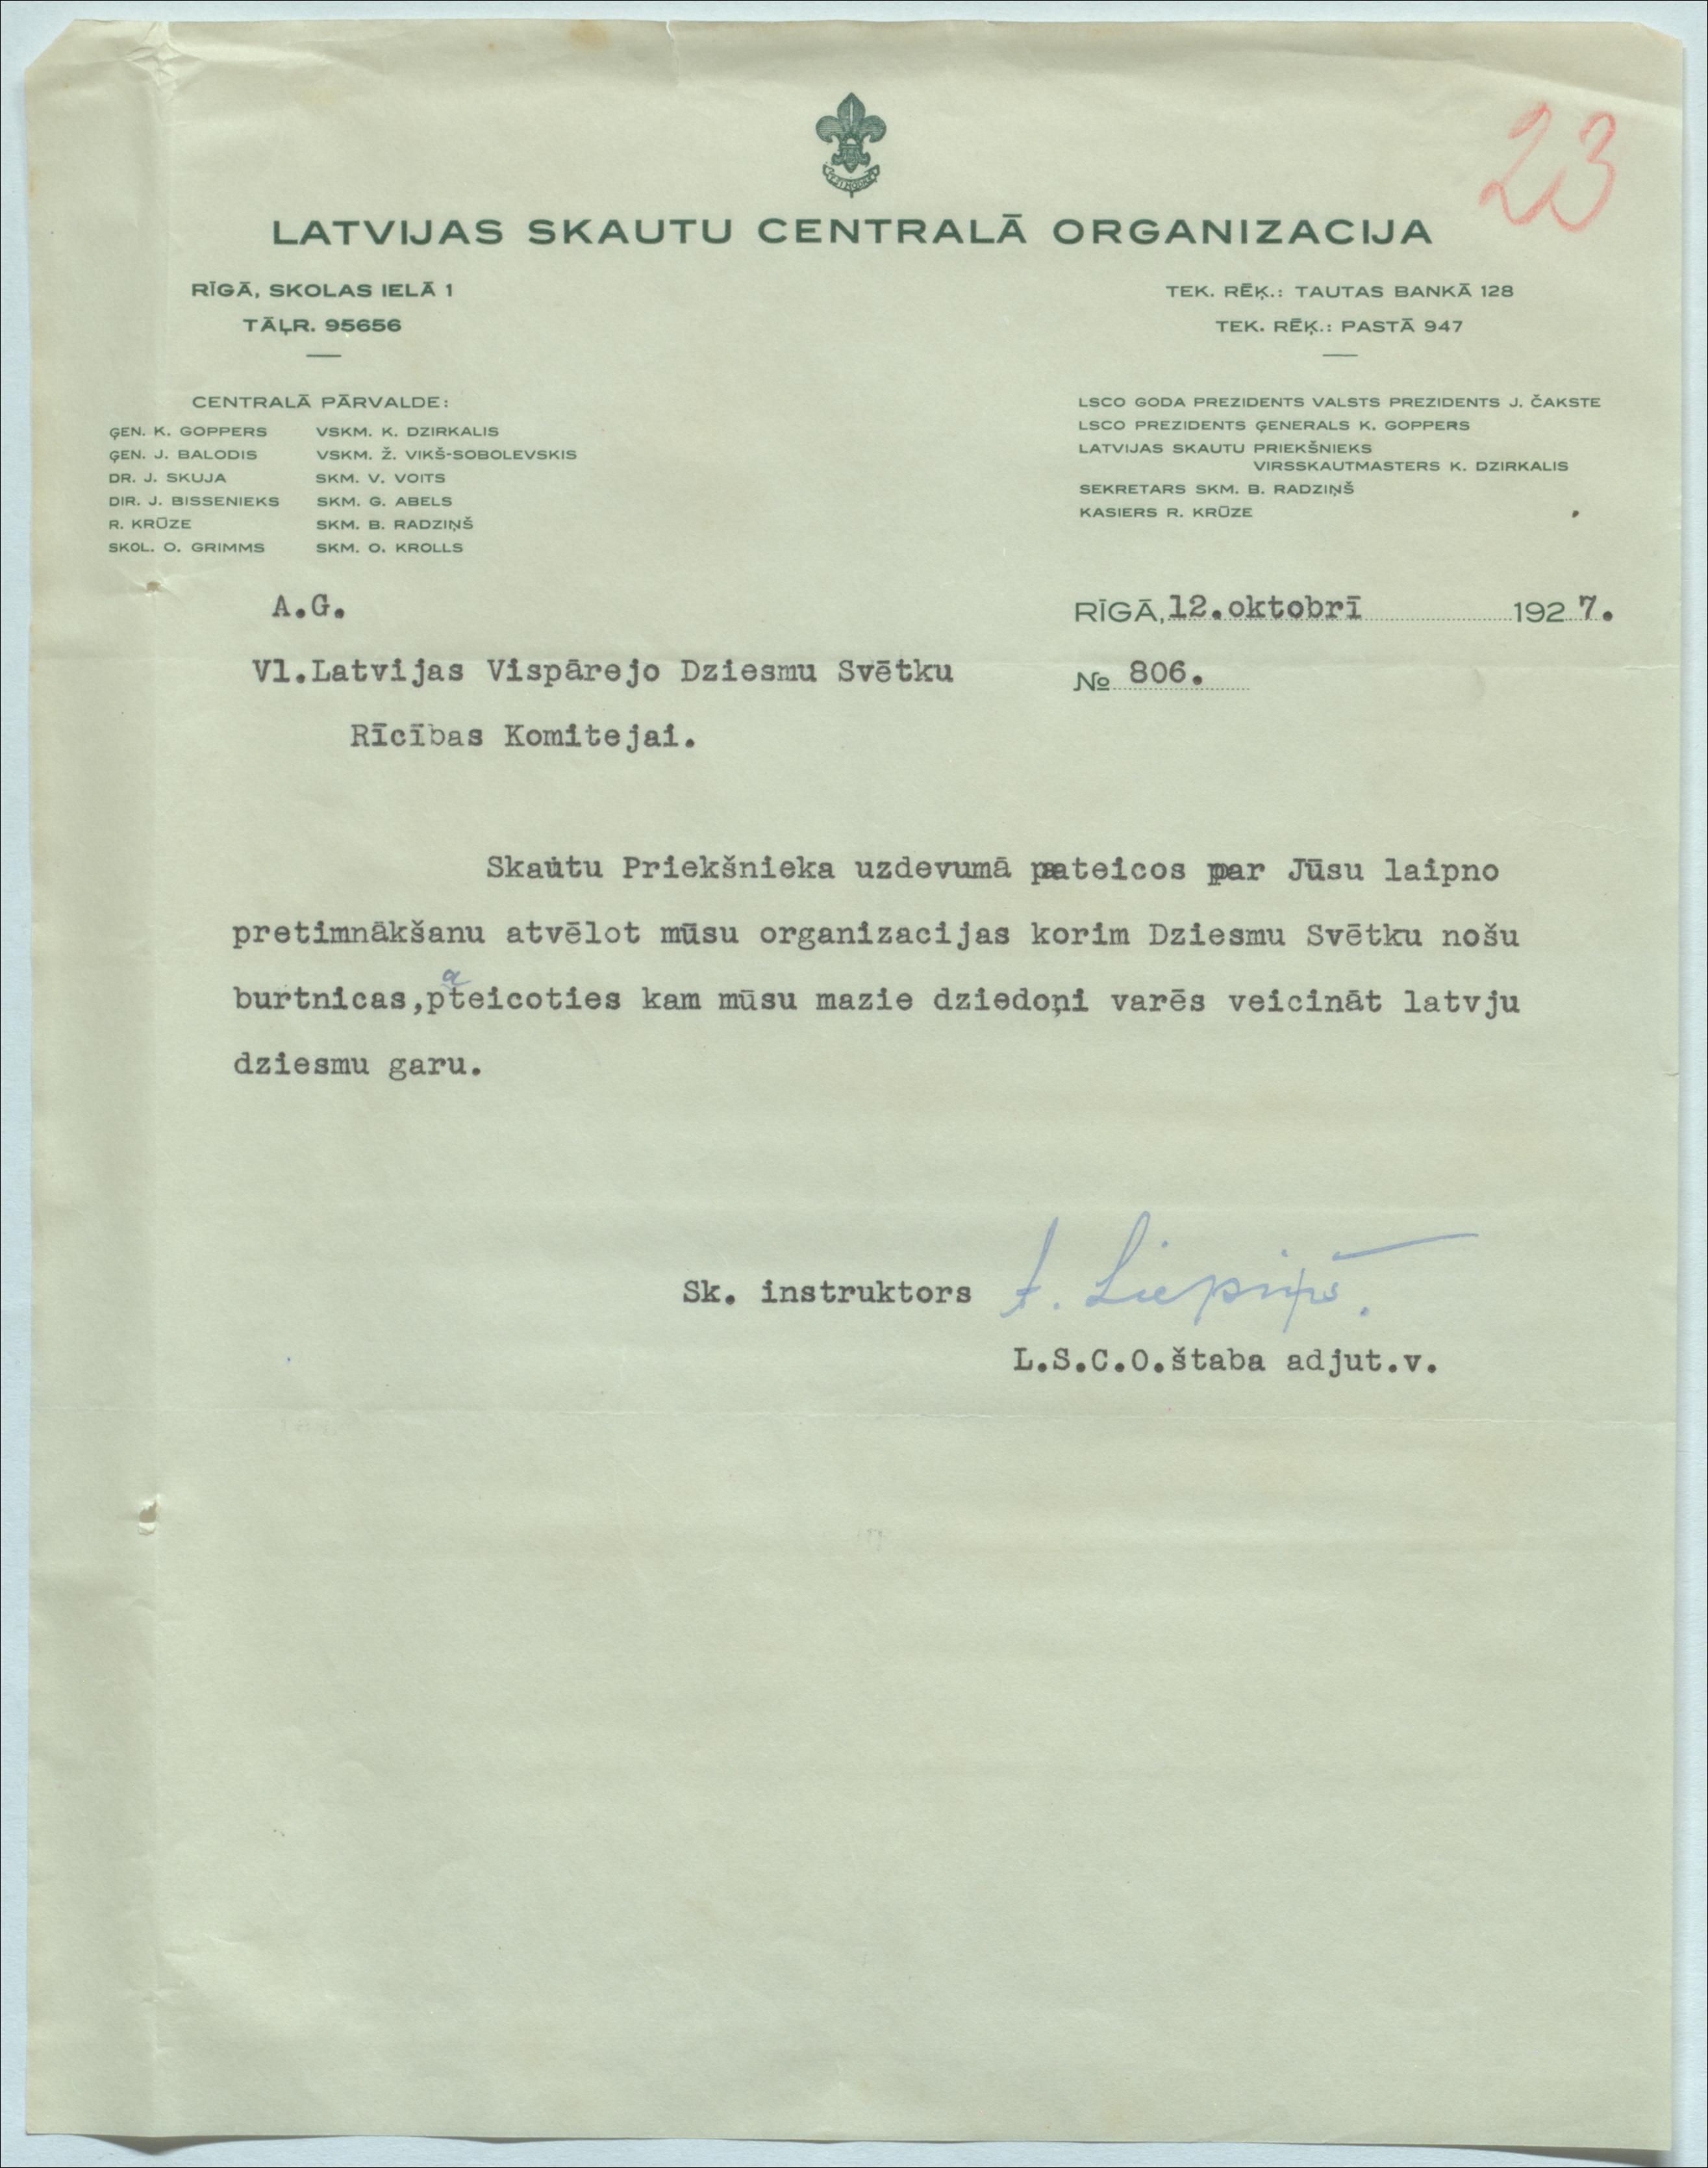 23
LATVIJAS SKAUTU CENTRALĀ ORGANIZACIJA
RĪGĀ, SKOLAS IELĀ 1
TĀĻR. 95656
TEK. RĒĶ.: TAUTAS BANKĀ 128
TEK. RĒĶ.: PASTĀ 947
CENTRALĀ PĀRVALDE:
ĢEN. K. GOPPERS VSKM. K. DZIRKALIS
ĢEN. J. BALODIS VSKM. Ž. VIKŠ-SOBOLEVSKIS
DR. J. SKUJA SKM. V. VOITS
DIR. J. BISSENIEKS SKM. G. ABELS
R. KRŪZE SKM. B. RADZIŅŠ
SKOL. O. GRIMMS SKM. O. KROLLS
LSCO GODA PREZIDENTS VALSTS PREZIDENTS J. ČAKSTE
LSCO PREZIDENTS ĢENERALS K. GOPPERS
LATVIJAS SKAUTU PRIEKŠNIEKS
VIRSSKAUTMASTERS K. DZIRKALIS
SEKRETARS SKM. B. RADZIŅŠ
KASIERS R. KRŪZE
A.G.
RĪGĀ, 12.oktobrī 1927.
Vl.Latvijas Vispārejo Dziesmu Svētku
№ 806.
Rīcības Komitejai.
Skautu Priekšnieka uzdevumā pateicos par Jūsu laipno
pretimnākšanu atvēlot mūsu organizacijas korim Dziesmu Svētku nošu
burtnicas,pateicoties kam mūsu mazie dziedoņi varēs veicināt latvju
dziesmu garu.
Sk. instruktors A. Liepiņš.
L.S.C.O.štaba adjut.v.